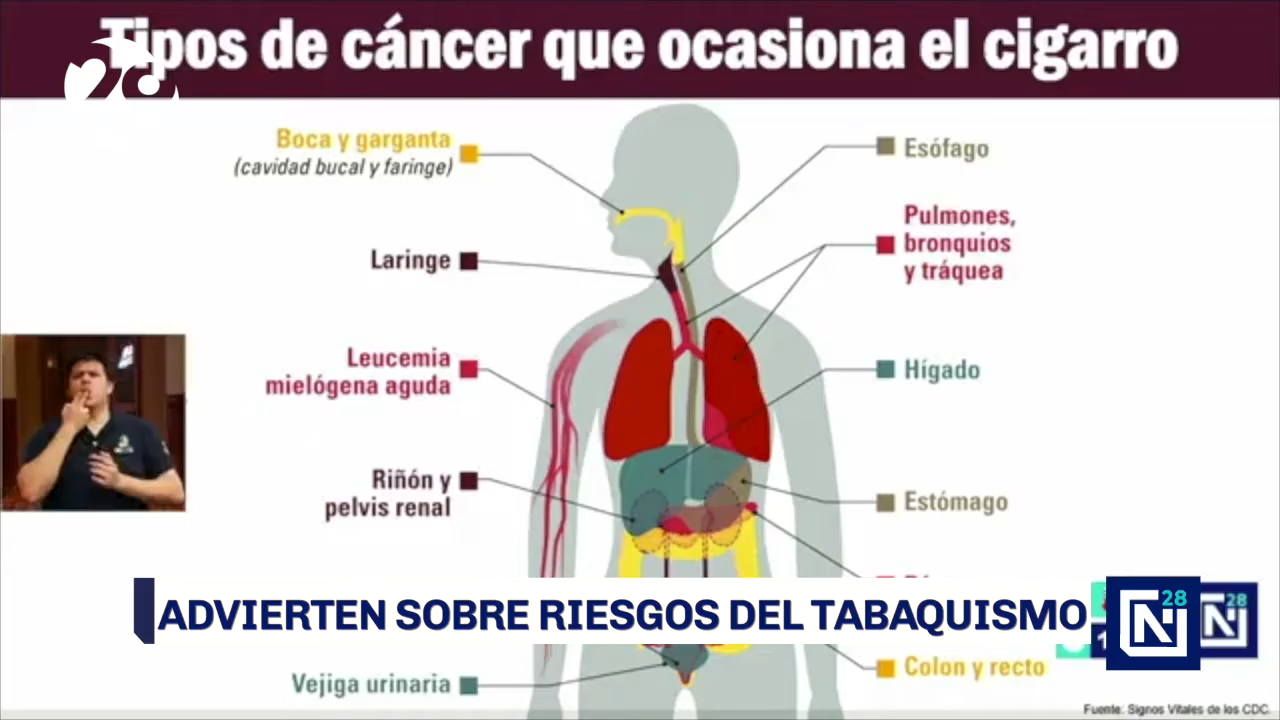 Tipos de cáncer que ocasiona el cigarro
28
Boca y garganta
(cavidad bucal y faringe)
Esófago
Pulmones,
bronquios
y tráquea
Laringe
Leucemia
mielógena aguda
Hígado
Riñón y
pelvis renal
Estómago
ADVIERTEN SOBRE RIESGOS DEL TABAQUISMO
N 28
N 28
Colon y recto
Vejiga urinaria
Fuente: Signos Vitales de los CDC.